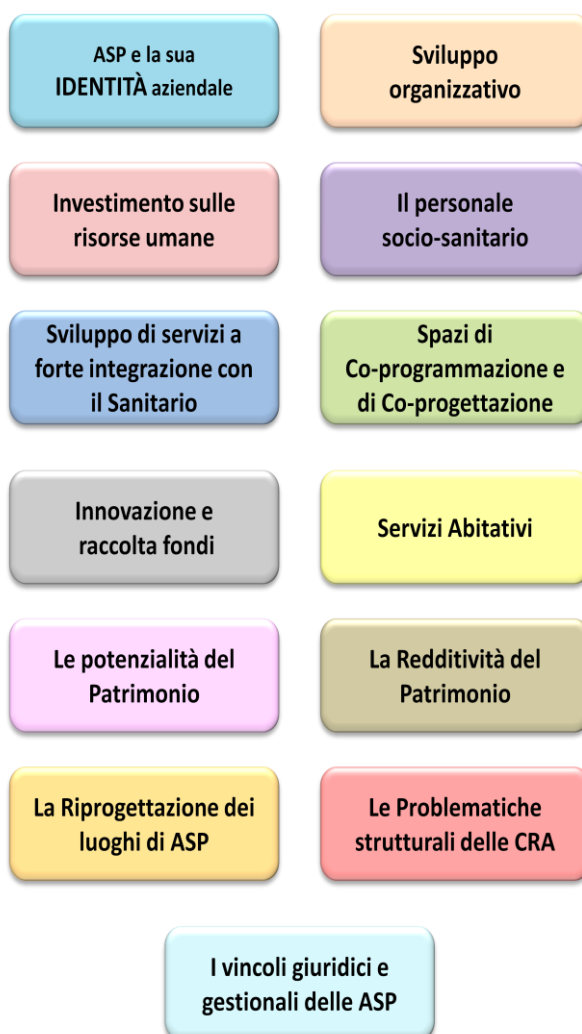 ASP e la sua
IDENTITÀ aziendale
Sviluppo
organizzativo
Investimento sulle
risorse umane
Il personale
socio-sanitario
Sviluppo di servizi a
forte integrazione con
il Sanitario
Spazi di
Co-programmazione e
di Co-progettazione
Innovazione e
raccolta fondi
Servizi Abitativi
Le potenzialità del
Patrimonio
La Redditività del
Patrimonio
La Riprogettazione dei
luoghi di ASP
Le Problematiche
strutturali delle CRA
I vincoli giuridici e
gestionali delle ASP